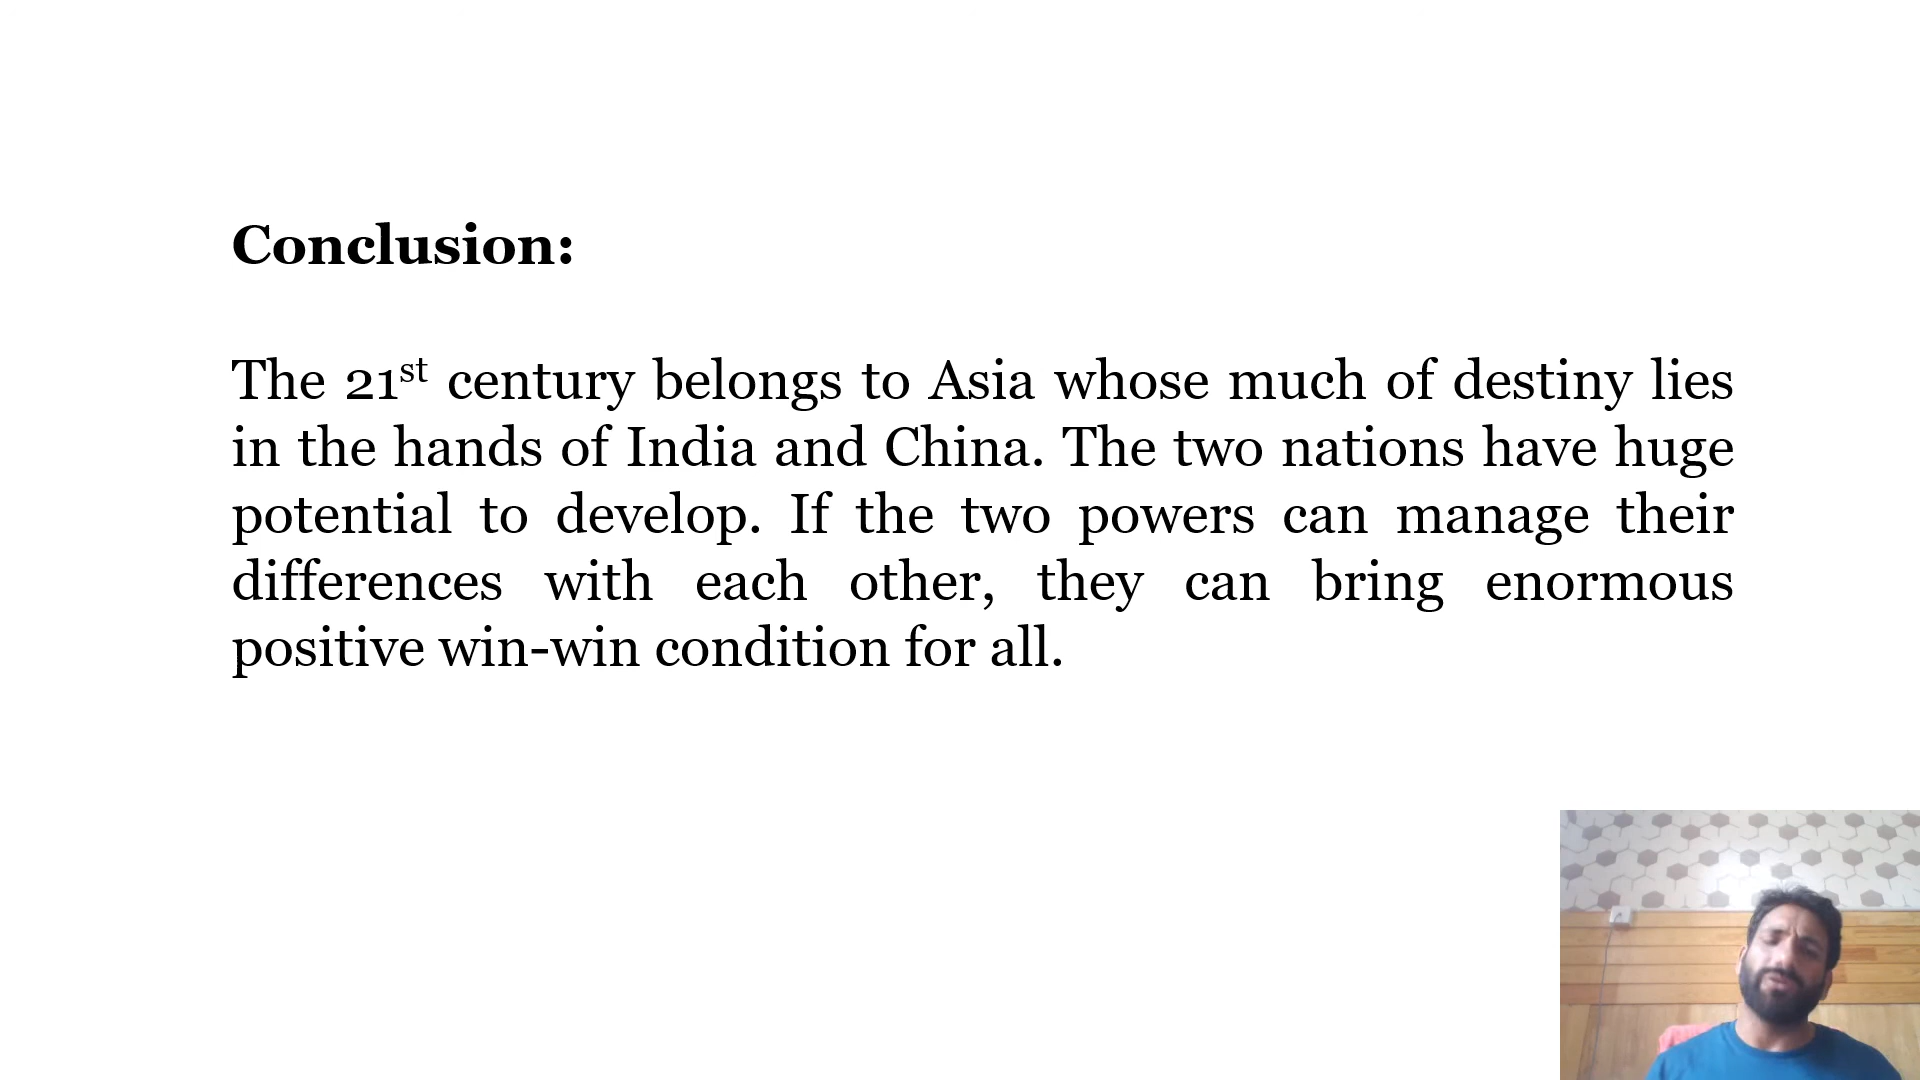 Conclusion:
The 21st century belongs to Asia whose much of destiny lies
in the hands of India and China. The two nations have huge
potential to develop. If the two powers can manage their
differences with each other, they can bring enormous
positive win-win condition for all.